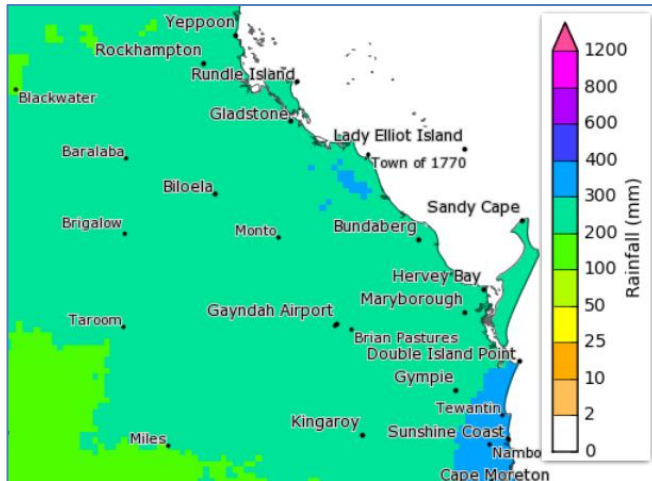 Yeppoon
Rockhampton
Rundle Island
Blackwater
Gladstone
Lady Elliot Island
Town of 1770
Baralaba
Biloela
Sandy Cape
Brigalow
Monto
Bundaberg
Hervey Bay
Maryborough
Gayndah Airport
Taroom
Brian Pastures
Double Island Point
Gympie
Tewantin
Kingaroy
Sunshine Coast
Miles
Nambo
Cape Moreton
1200
800
600
400
300
200
100
50
25
10
2
0
Rainfall (mm)